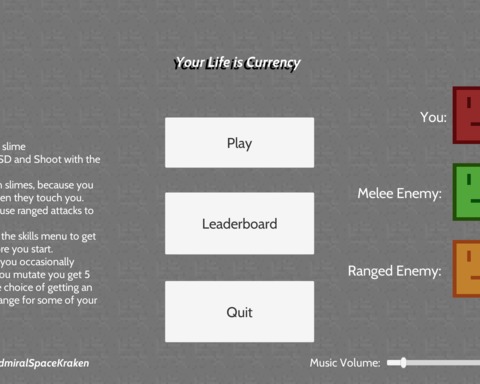 Your Life is Currency
You:
Play
slime
SD and Shoot with the
slimes, because you
en they touch you.
use ranged attacks to
Melee Enemy:
Leaderboard
the skills menu to get
re you start.
you occasionally
ou mutate you get 5
choice of getting an
ange for some of your
Ranged Enemy:
Quit
dmiralSpaceKraken
Music Volume: